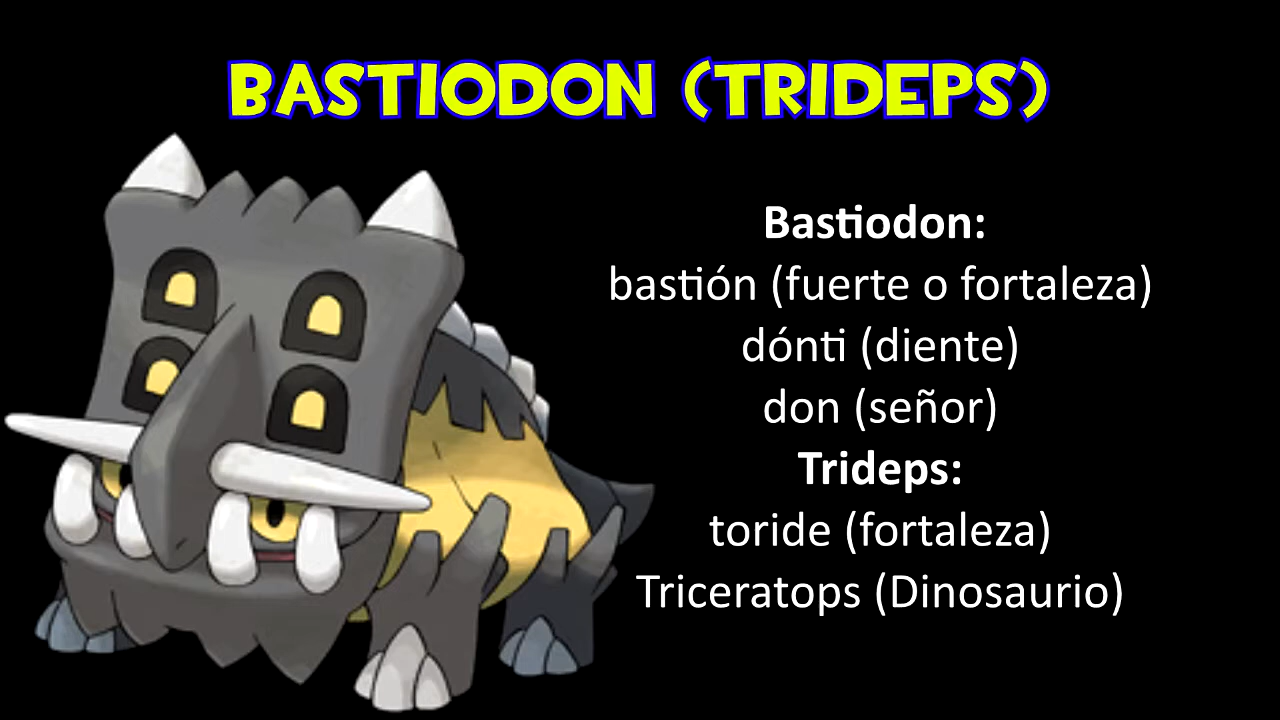 BASTIODON (TRIDEPS)
Bastiodon:
bastión (fuerte o fortaleza)
dónti (diente)
don (señor)
Trideps:
toride (fortaleza)
Triceratops (Dinosaurio)